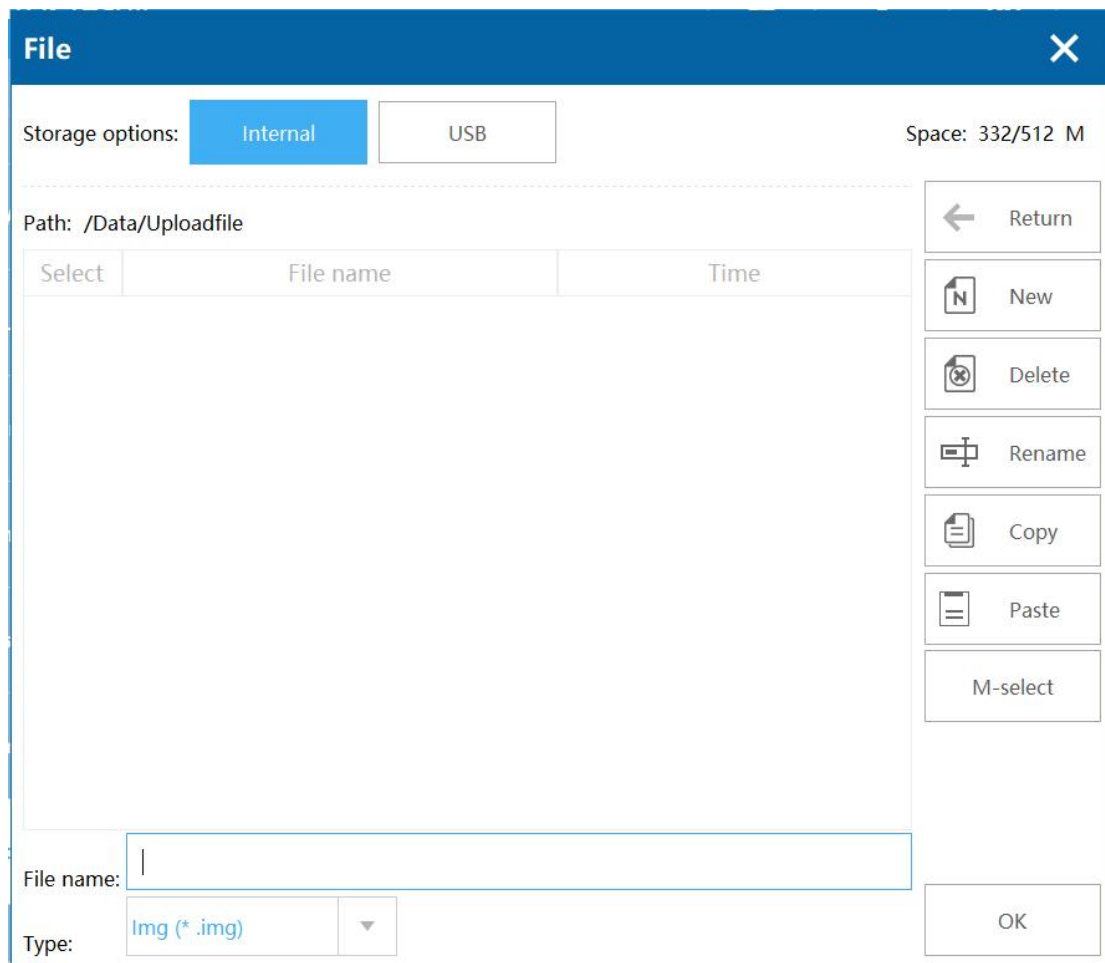 File
Storage options: Internal USB Space: 332/512 M
Path: /Data/Uploadfile
Return
Select File name Time
New
Delete
Rename
Copy
Paste
M-select
File name:
OK
Type: Img (* .img)